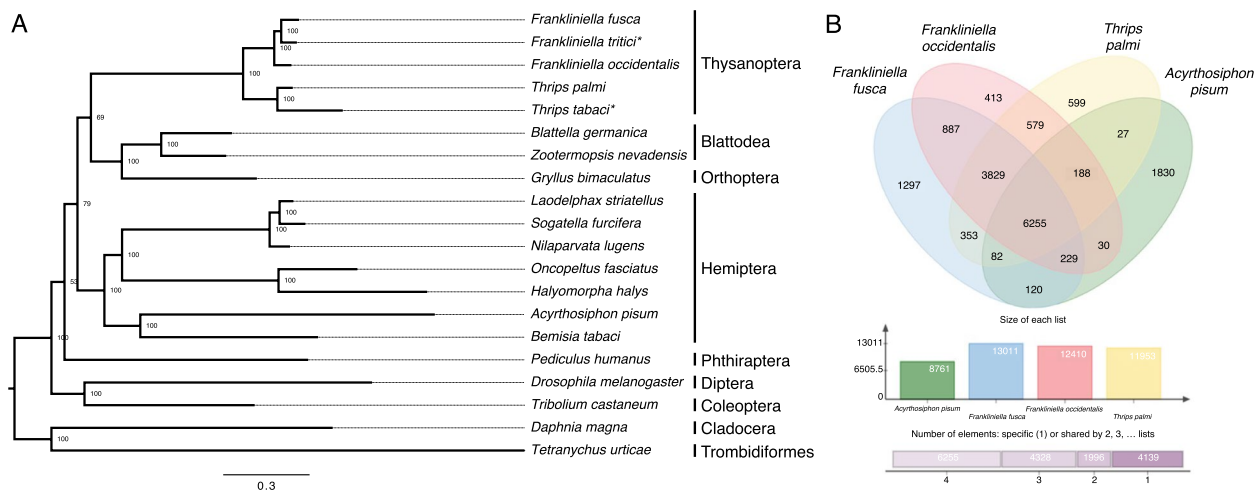 A
Frankliniella fusca
Frankliniella tritici*
Frankliniella occidentalis
Thrips palmi
Thrips tabaci*
Blattella germanica
Zootermopsis nevadensis
Gryllus bimaculatus
Laodelphax striatellus
Sogatella furcifera
Nilaparvata lugens
Oncopeltus fasciatus
Halyomorpha halys
Acyrthosiphon pisum
Bemisia tabaci
Pediculus humanus
Drosophila melanogaster
Tribolium castaneum
Daphnia magna
Tetranychus urticae
Thysanoptera
Blattodea
Orthoptera
Hemiptera
Phthiraptera
Diptera
Coleoptera
Cladocera
Trombidiformes
100
100
100
100
69
100
100
79
100
100
100
100
100
100
53
100
100
100
0.3
B
Frankliniella
occidentalis
Thrips
palmi
Frankliniella
fusca
Acyrthosiphon
pisum
413
599
887
579
27
1297
3829
188
1830
6255
353
30
82
229
120
Size of each list
13011
6505.5
0
8761
13011
12410
11953
Acyrthosiphon pisum
Frankliniella fusca
Frankliniella occidentalis
Thrips palmi
Number of elements: specific (1) or shared by 2, 3, ... lists
6255
4328
1996
4139
4
3
2
1